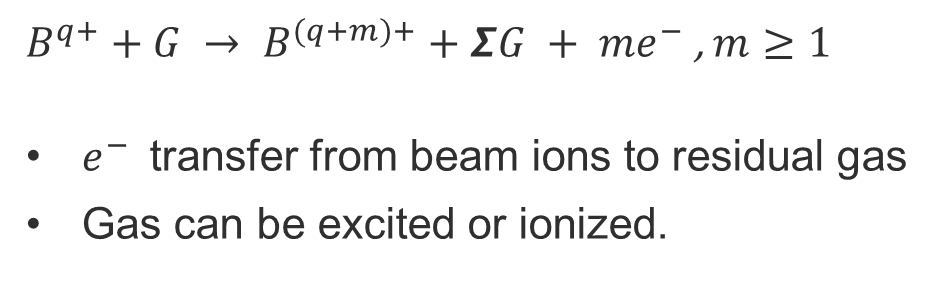 B^{q+} + G → B^{(q+m)+} + ΣG + me⁻ , m ≥ 1
• e⁻ transfer from beam ions to residual gas
• Gas can be excited or ionized.